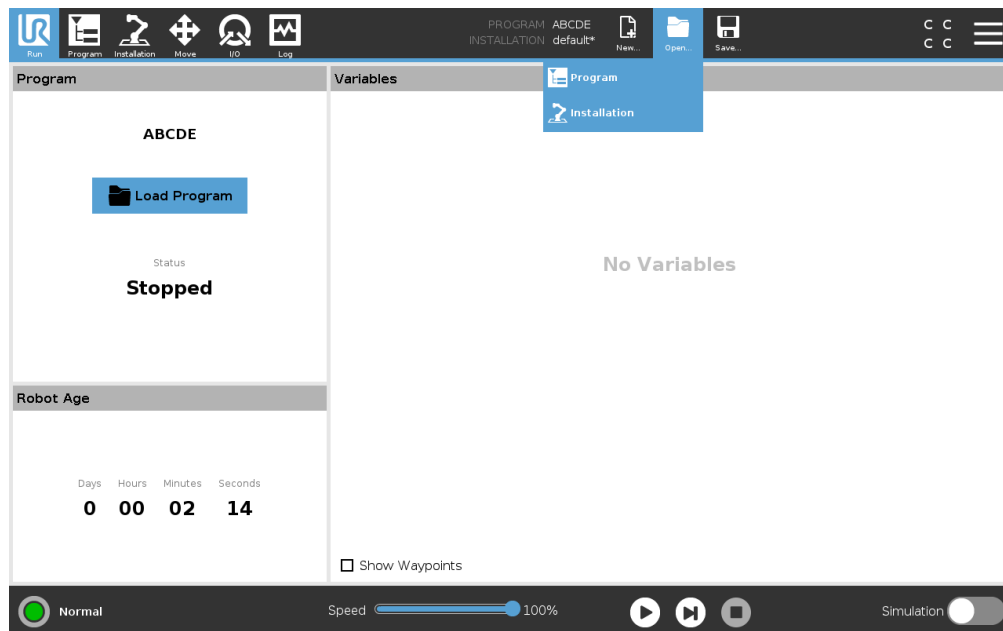 PROGRAM ABCDE
INSTALLATION default*
C C
C C
UR
Run
Program
Installation
Move
I/O
Log
New...
Open...
Save...
Program
Variables
Program
Installation
ABCDE
Load Program
Status
Stopped
No Variables
Robot Age
Days Hours Minutes Seconds
0 00 02 14
Show Waypoints
Normal
Speed 100%
Simulation